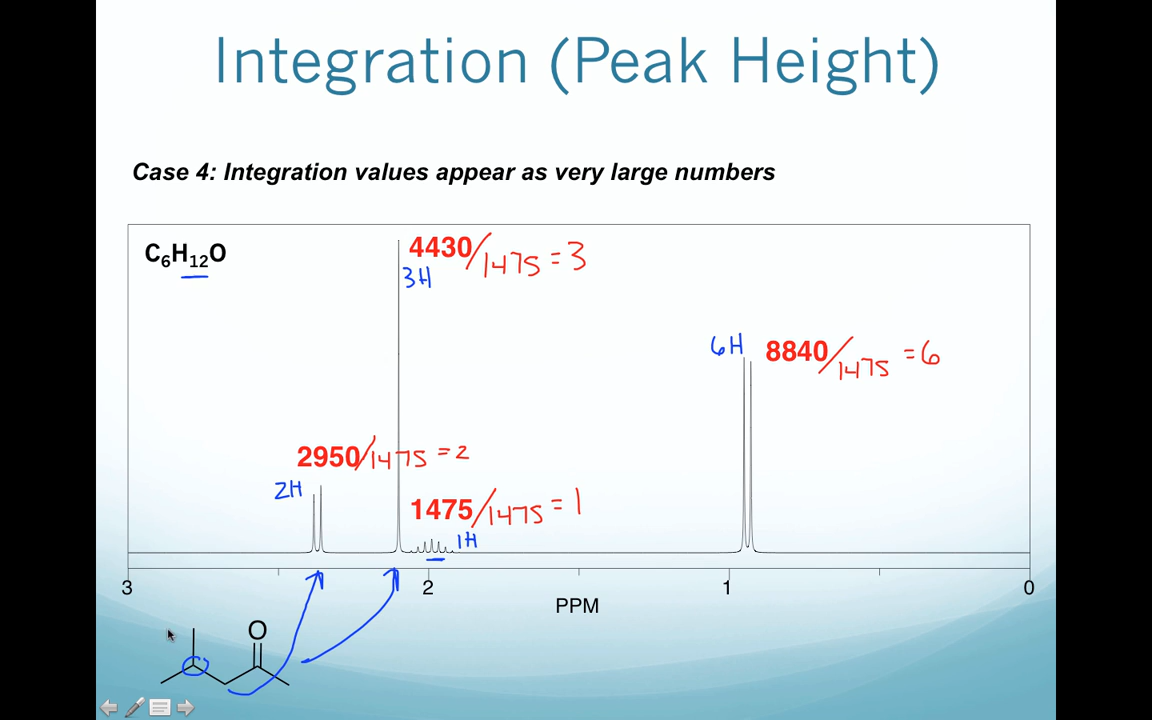 Integration (Peak Height)
Case 4: Integration values appear as very large numbers
C₆H₁₂O
4430/1475 = 3
3H
6H 8840/1475 = 6
2950/1475 = 2
2H
1475/1475 = 1
1H
3 2 1 0
PPM
O